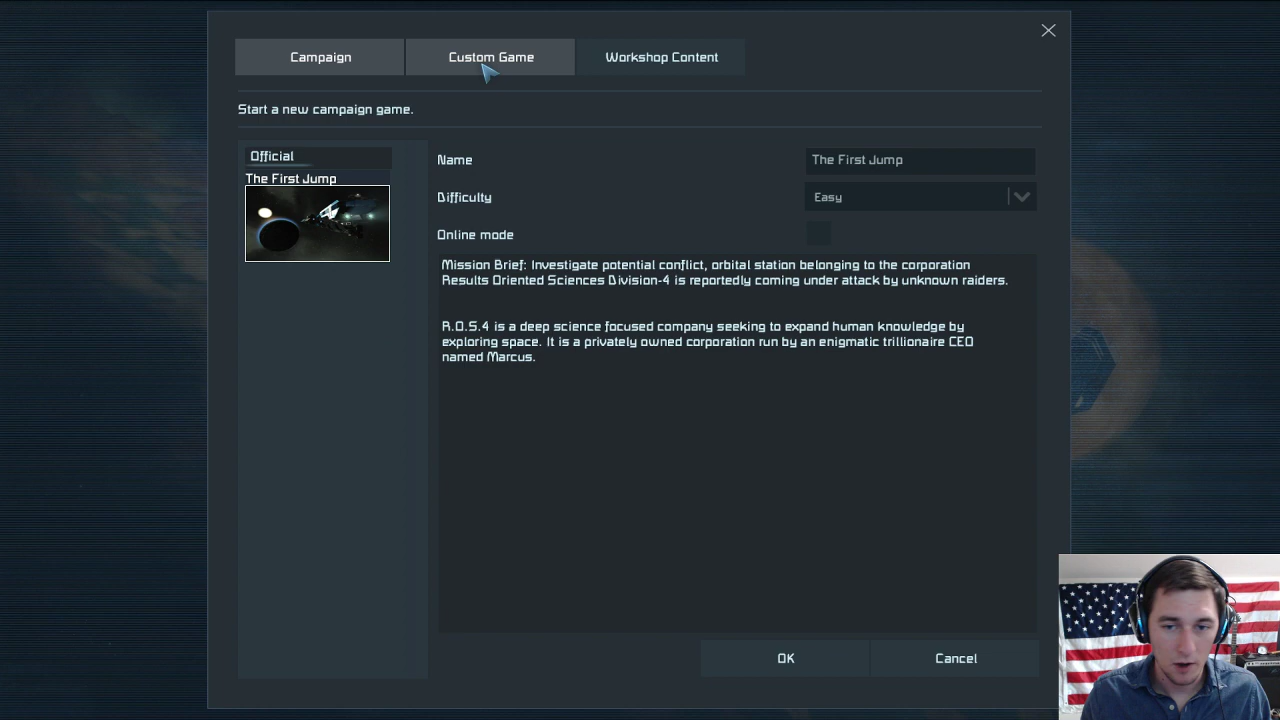 Campaign
Custom Game
Workshop Content
Start a new campaign game.
Official
The First Jump
Name
The First Jump
Difficulty
Easy
Online mode
Mission Brief: Investigate potential conflict, orbital station belonging to the corporation
Results Oriented Sciences Division-4 is reportedly coming under attack by unknown raiders.
R.O.S.4 is a deep science focused company seeking to expand human knowledge by
exploring space. It is a privately owned corporation run by an enigmatic trillionaire CEO
named Marcus.
OK
Cancel